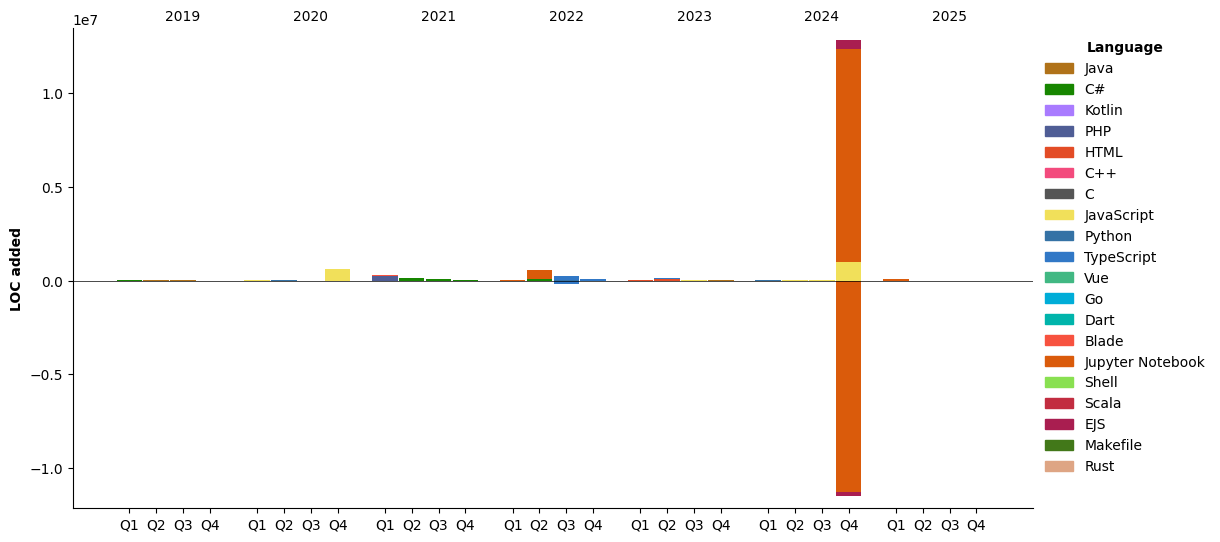 1e7
2019 2020 2021 2022 2023 2024 2025
LOC added
1.0
0.5
0.0
−0.5
−1.0
Q1 Q2 Q3 Q4 Q1 Q2 Q3 Q4 Q1 Q2 Q3 Q4 Q1 Q2 Q3 Q4 Q1 Q2 Q3 Q4 Q1 Q2 Q3 Q4 Q1 Q2 Q3 Q4
Language
Java
C#
Kotlin
PHP
HTML
C++
C
JavaScript
Python
TypeScript
Vue
Go
Dart
Blade
Jupyter Notebook
Shell
Scala
EJS
Makefile
Rust